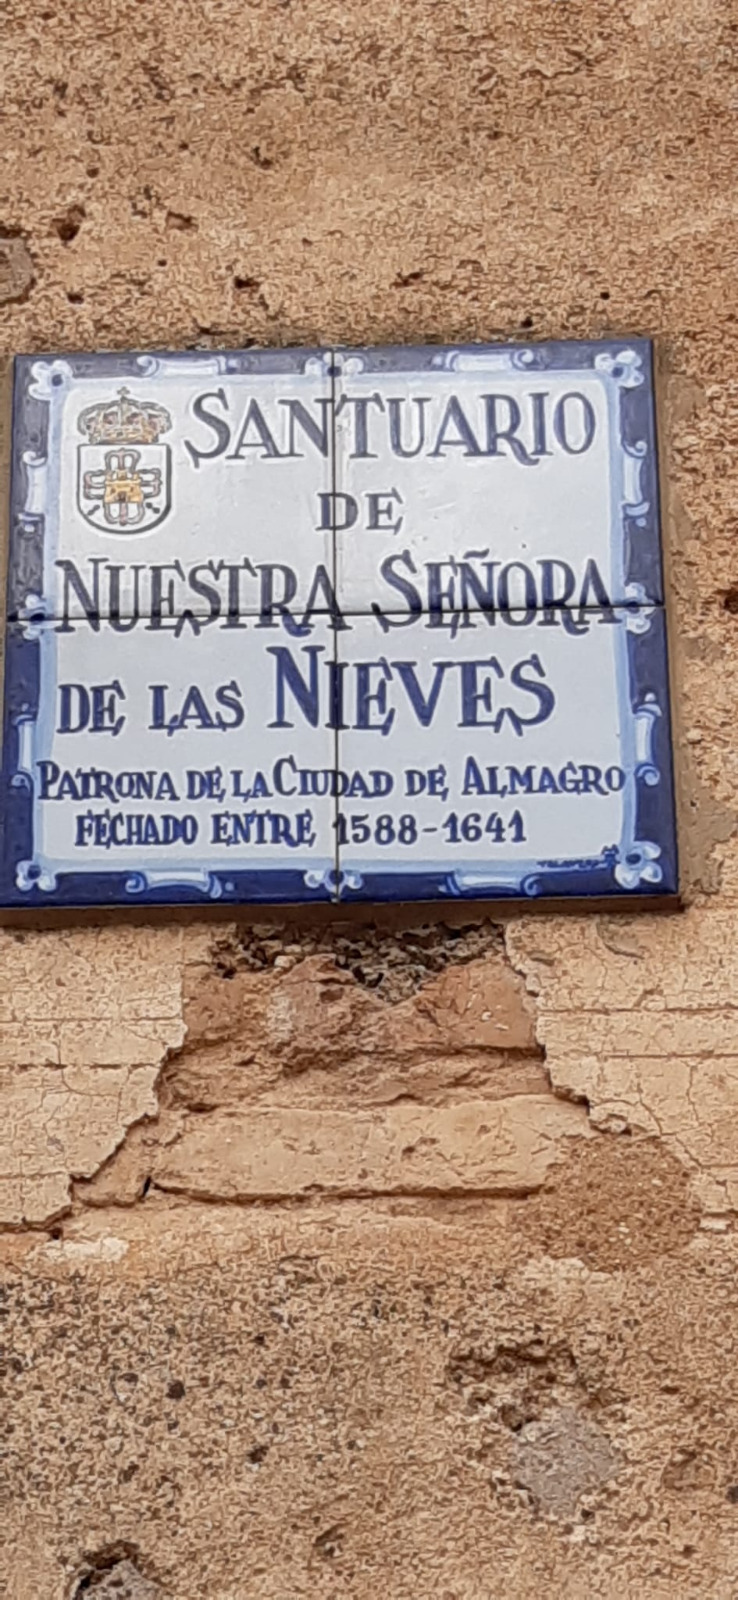 SANTUARIO
DE
NUESTRA SEÑORA
DE LAS NIEVES
PATRONA DE LA CIUDAD DE ALMAGRO
FECHADO ENTRE 1588-1641